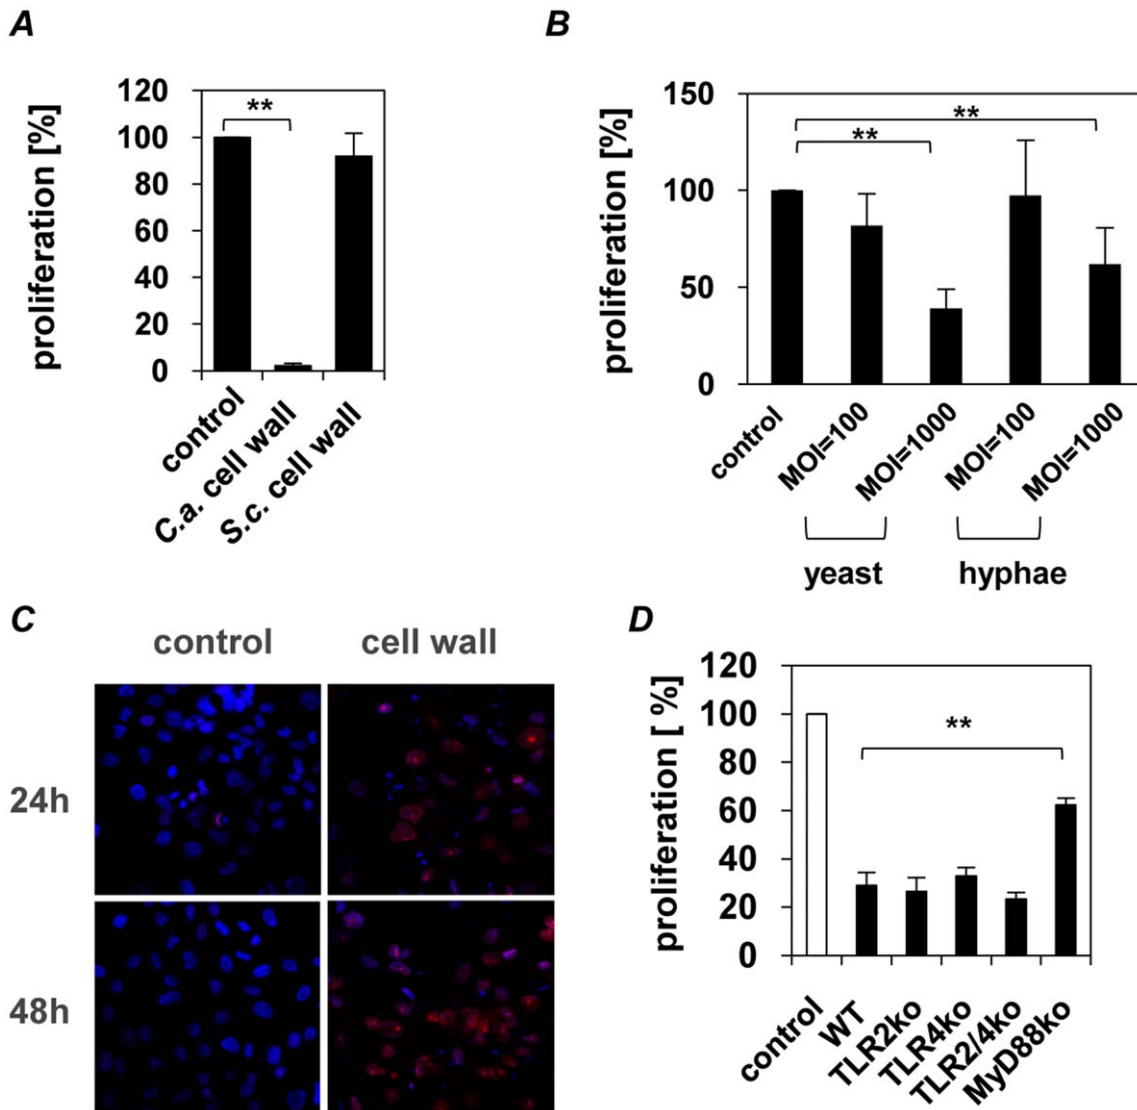 A
proliferation [%]
120
100
80
60
40
20
0
**
control
C.a. cell wall
S.c. cell wall
B
proliferation [%]
150
100
50
0
**
**
control
MOI=100
MOI=1000
MOI=100
MOI=1000
yeast
hyphae
C
control
cell wall
24h
48h
D
proliferation [ %]
120
100
80
60
40
20
0
**
control
WT
TLR2ko
TLR4ko
TLR2/4ko
MyD88ko